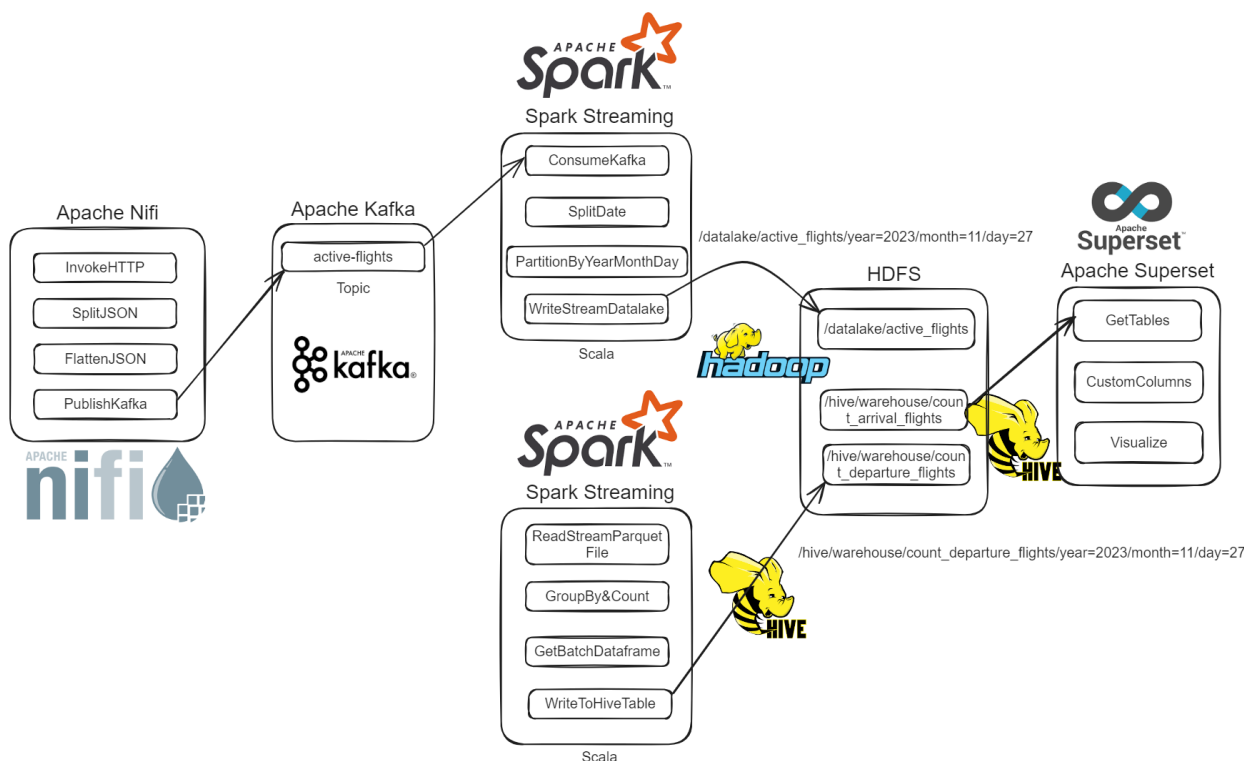 Apache Nifi
InvokeHTTP
SplitJSON
FlattenJSON
PublishKafka
APACHE
nifi
Apache Kafka
active-flights
Topic
APACHE
kafka®
APACHE
Spark™
Spark Streaming
ConsumeKafka
SplitDate
PartitionByYearMonthDay
WriteStreamDatalake
Scala
/datalake/active_flights/year=2023/month=11/day=27
APACHE
Spark™
Spark Streaming
ReadStreamParquet
File
GroupBy&Count
GetBatchDataframe
WriteToHiveTable
Scala
hadoop
HIVE
HDFS
/datalake/active_flights
/hive/warehouse/coun
t_arrival_flights
/hive/warehouse/coun
t_departure_flights
/hive/warehouse/count_departure_flights/year=2023/month=11/day=27
HIVE
Apache
Superset™
Apache Superset
GetTables
CustomColumns
Visualize